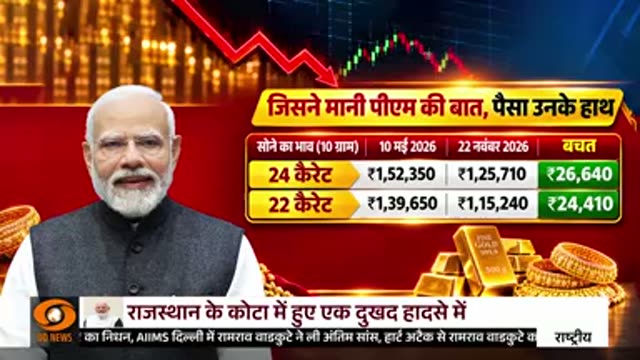 जिसने मानी पीएम की बात, पैसा उनके हाथ
सोने का भाव (10 ग्राम) 10 मई 2026 22 नवंबर 2026 बचत
24 कैरेट ₹1,52,350 ₹1,25,710 ₹26,640
22 कैरेट ₹1,39,650 ₹1,15,240 ₹24,410
FINE GOLD
राजस्थान के कोटा में हुए एक दुखद हादसे में
DD NEWS
का निधन, AIIMS दिल्ली में रामराव वाडकुटे ने ली अंतिम सांस, हार्ट अटैक से रामराव वाडकुटे का
राष्ट्रीय